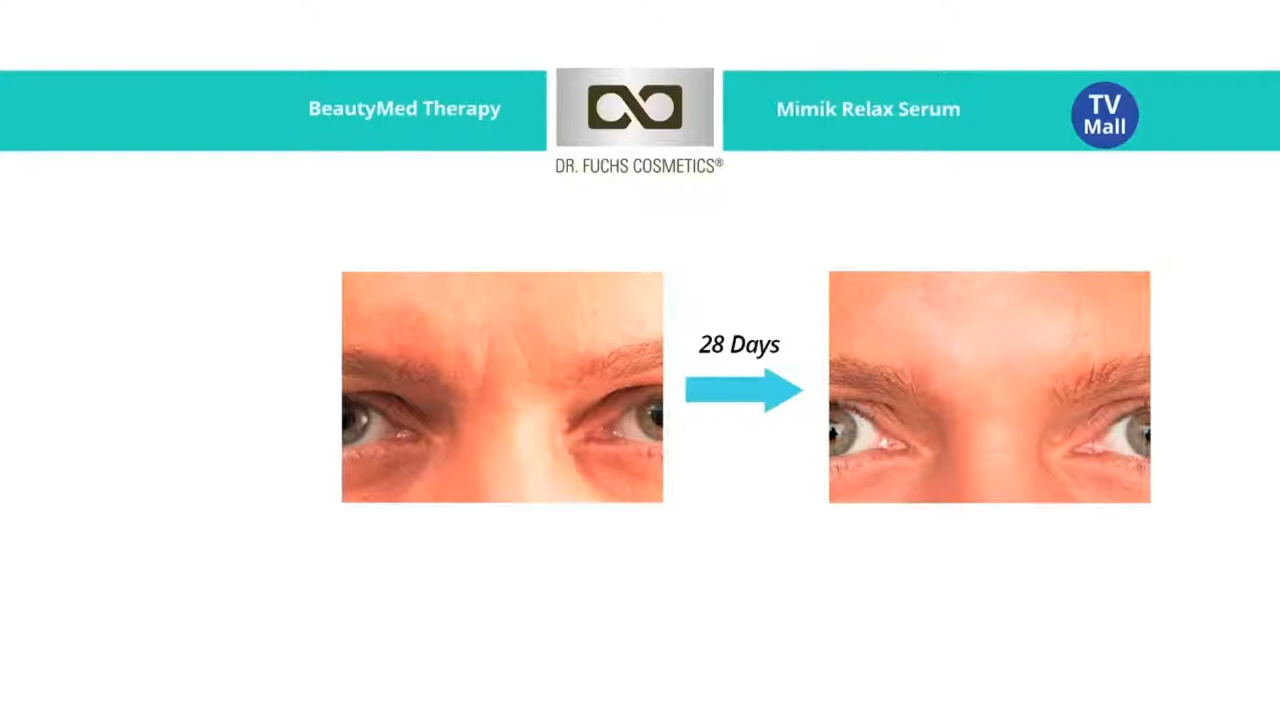 BeautyMed Therapy
Mimik Relax Serum
TV
Mall
DR. FUCHS COSMETICS®
28 Days